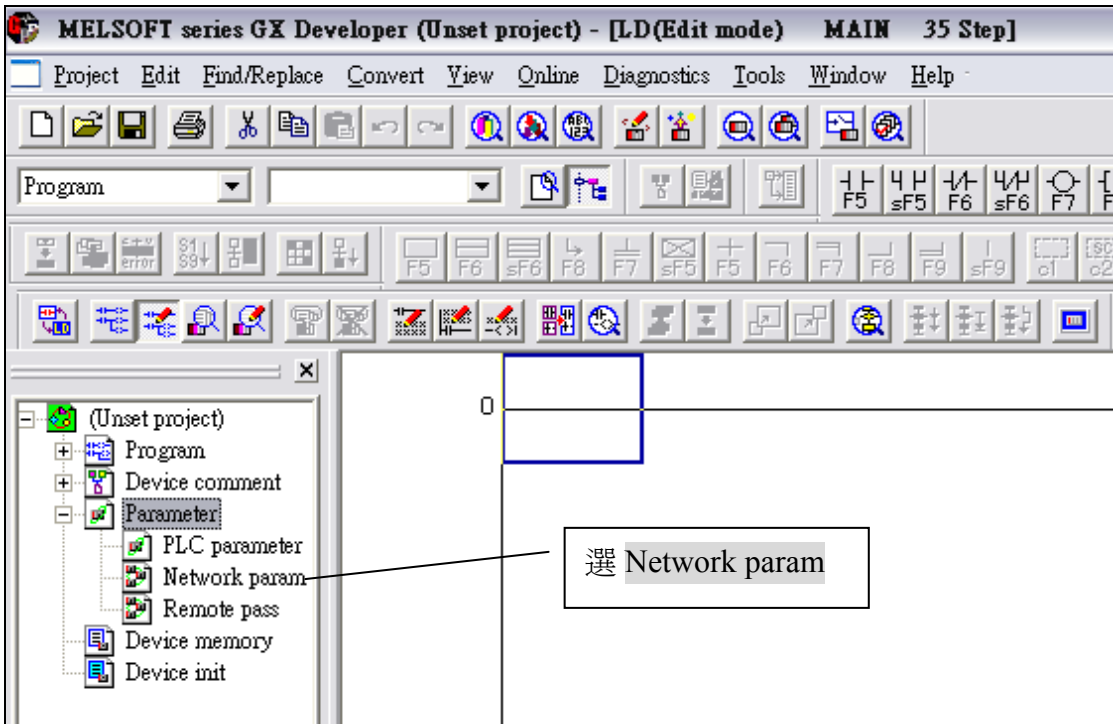 MELSOFT series GX Developer (Unset project) - [LD(Edit mode) MAIN 35 Step]
Project Edit Find/Replace Convert View Online Diagnostics Tools Window Help
Program
F5 sF5 F6 sF6 F7
error
F5 F6 sF6 F8 F7 sF5 F5 F6 F7 F8 F9 sF9 c1 c2
0
(Unset project)
Program
Device comment
Parameter
PLC parameter
Network param
Remote pass
Device memory
Device init
選 Network param